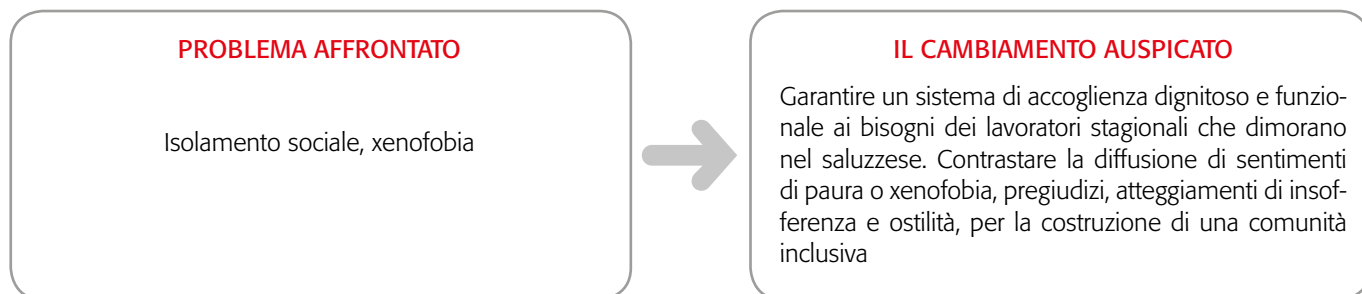 PROBLEMA AFFRONTATO
Isolamento sociale, xenofobia
IL CAMBIAMENTO AUSPICATO
Garantire un sistema di accoglienza dignitoso e funzio-
nale ai bisogni dei lavoratori stagionali che dimorano
nel saluzzese. Contrastare la diffusione di sentimenti
di paura o xenofobia, pregiudizi, atteggiamenti di insof-
ferenza e ostilità, per la costruzione di una comunità
inclusiva